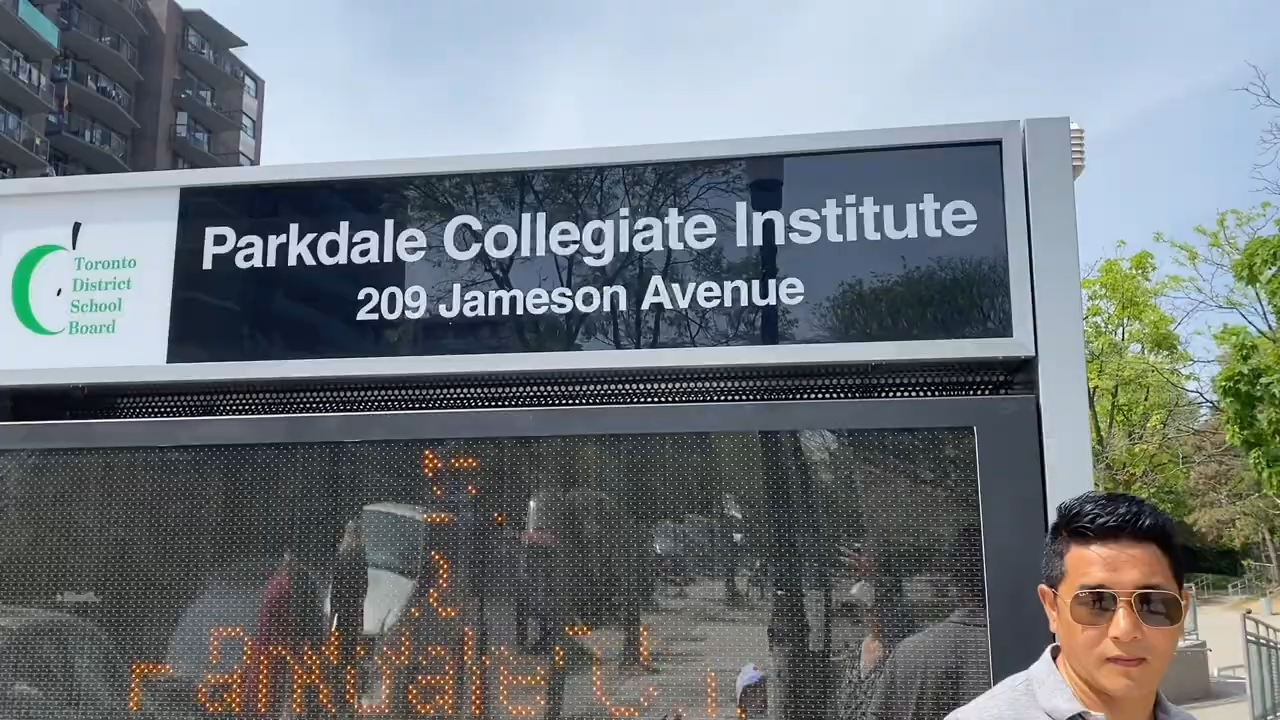 Toronto
District
School
Board
Parkdale Collegiate Institute
209 Jameson Avenue